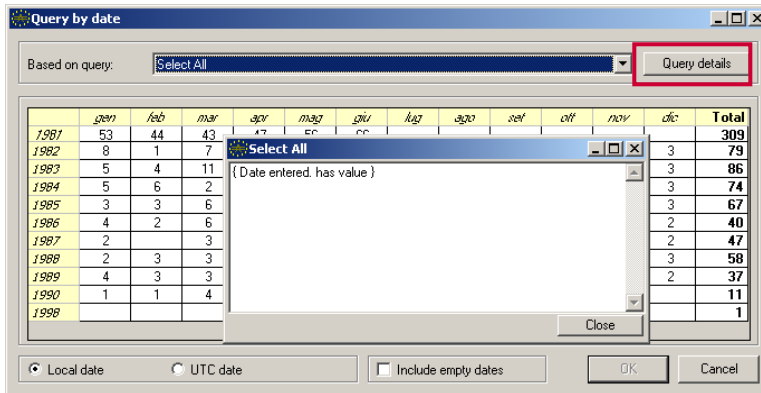 Query by date
Based on query: Select All Query details
gen feb mar apr mag giu lug ago set ott nov dic Total
1981 53 44 43 309
1982 8 1 7 3 79
Select All
1983 5 4 11 3 86
{ Date entered. has value }
1984 5 6 2 3 74
1985 3 3 6 3 67
1986 4 2 6 2 40
1987 2 3 2 47
1988 2 3 3 3 58
1989 4 3 3 2 37
1990 1 1 4 11
1998 1
Close
Local date UTC date Include empty dates OK Cancel